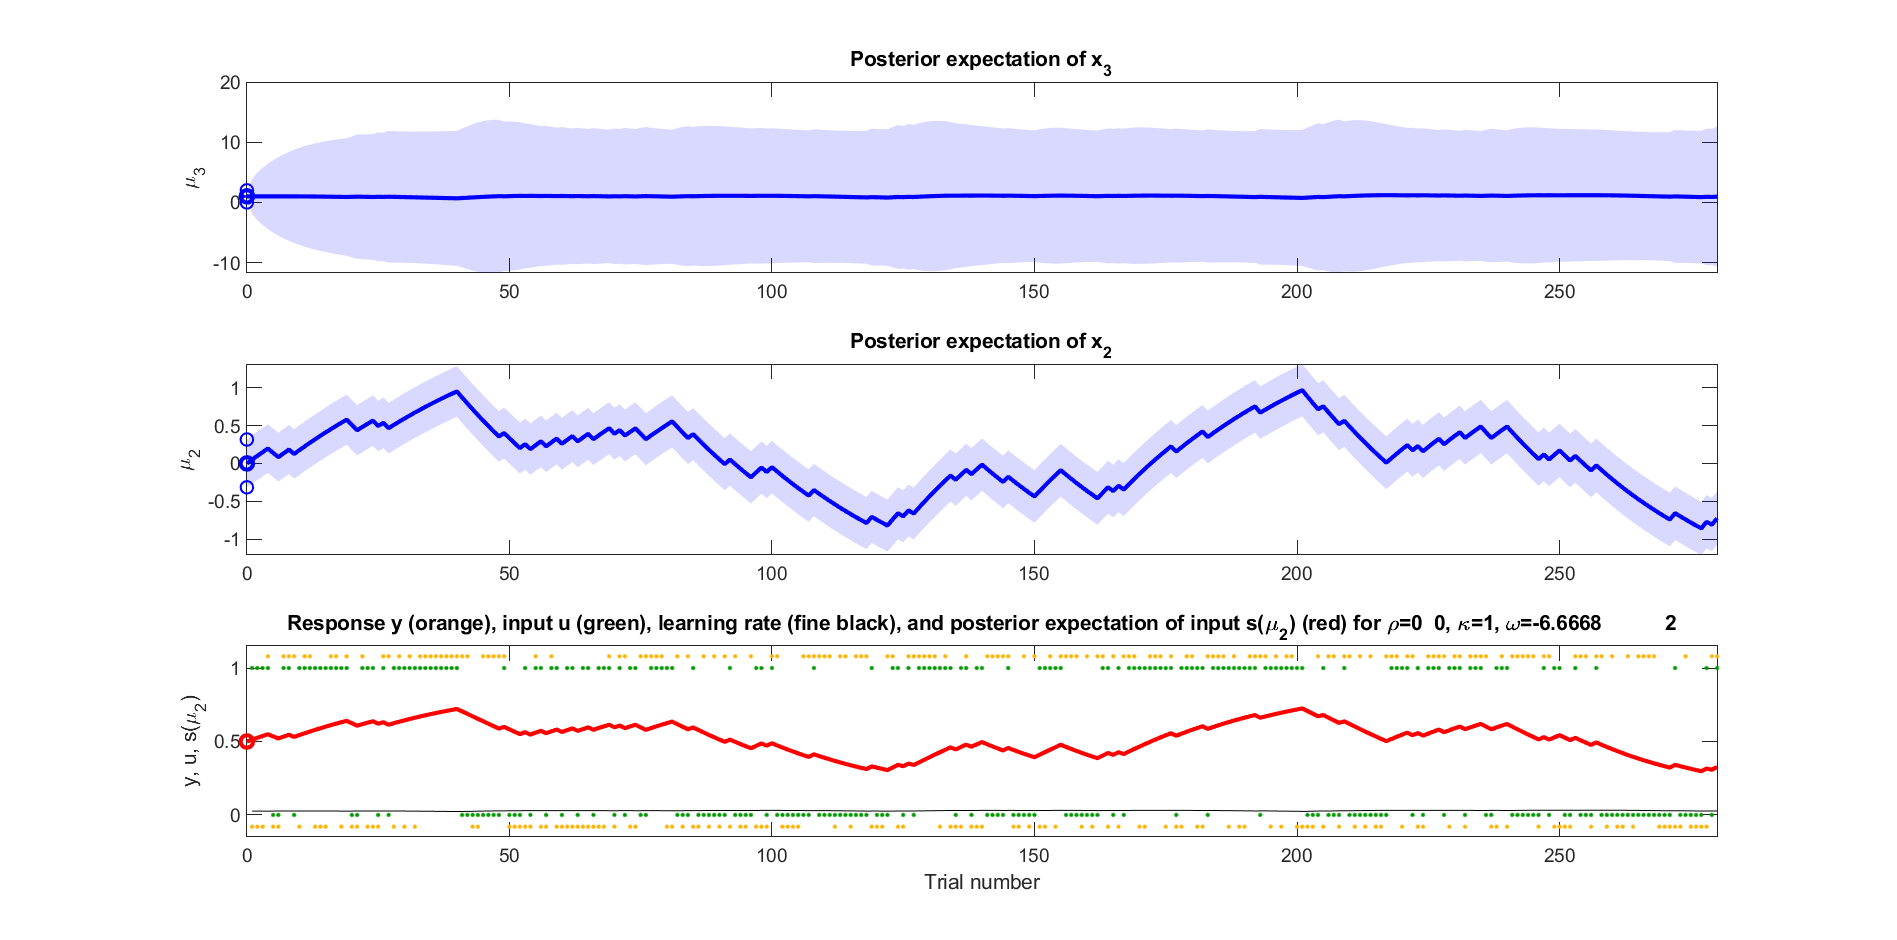 Posterior expectation of x3
20
10
0
-10
μ3
0 50 100 150 200 250
Posterior expectation of x2
1
0.5
0
-0.5
-1
μ2
0 50 100 150 200 250
Response y (orange), input u (green), learning rate (fine black), and posterior expectation of input s(μ2) (red) for ρ=0 0, κ=1, ω=-6.6668 2
1
0.5
0
y, u, s(μ2)
0 50 100 150 200 250
Trial number